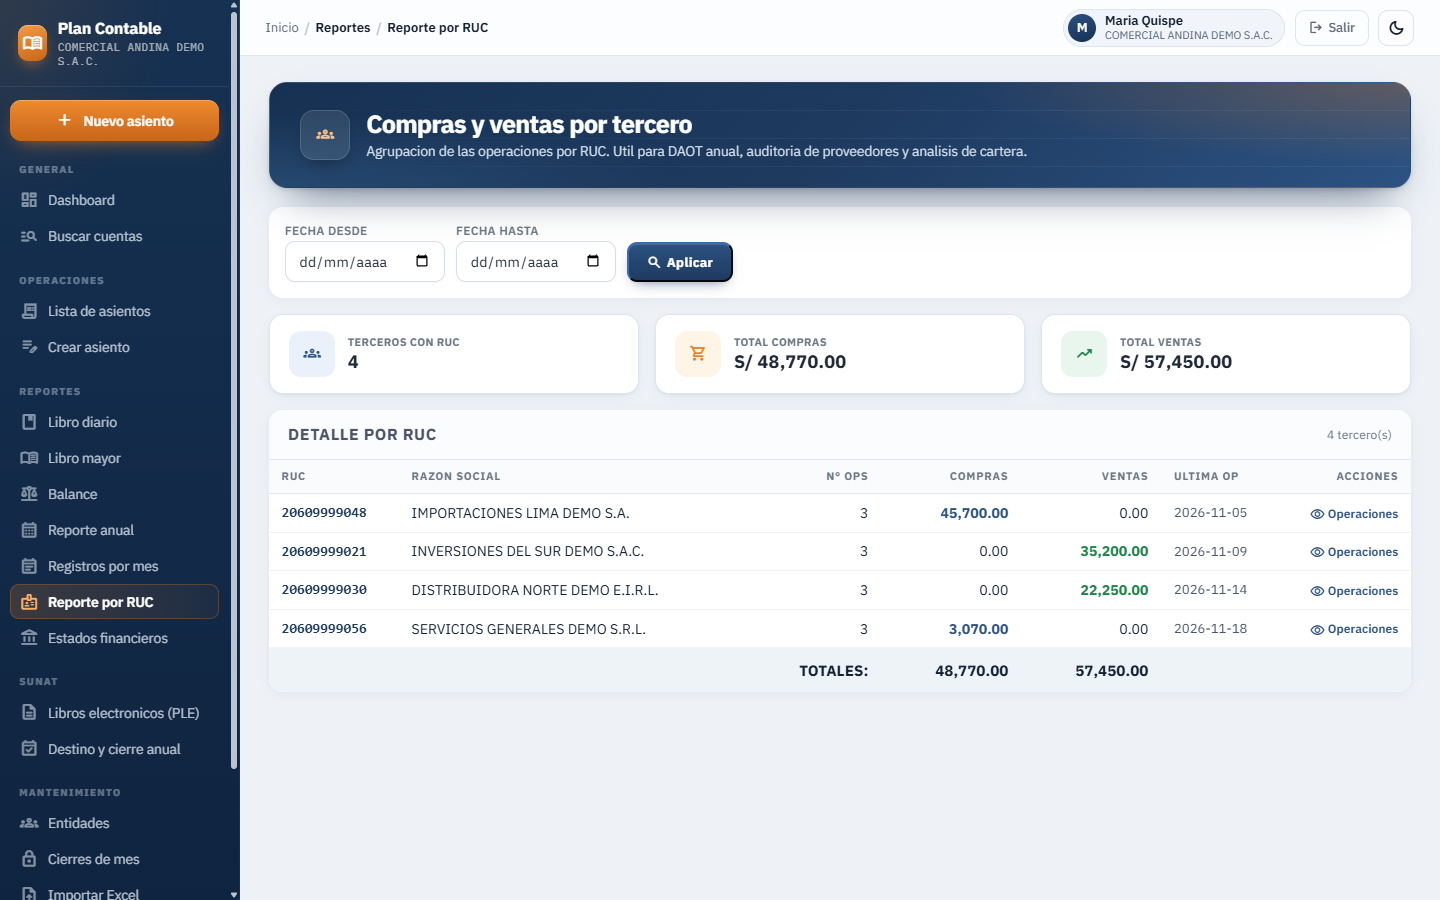 Plan Contable
COMERCIAL ANDINA DEMO
S.A.C.
Nuevo asiento
GENERAL
Dashboard
Buscar cuentas
OPERACIONES
Lista de asientos
Crear asiento
REPORTES
Libro diario
Libro mayor
Balance
Reporte anual
Registros por mes
Reporte por RUC
Estados financieros
SUNAT
Libros electronicos (PLE)
Destino y cierre anual
MANTENIMIENTO
Entidades
Cierres de mes
Importar Excel
Inicio / Reportes / Reporte por RUC
M
Maria Quispe
COMERCIAL ANDINA DEMO S.A.C.
Salir
Compras y ventas por tercero
Agrupacion de las operaciones por RUC. Util para DAOT anual, auditoria de proveedores y analisis de cartera.
FECHA DESDE FECHA HASTA
dd/mm/aaaa dd/mm/aaaa Aplicar
TERCEROS CON RUC
4
TOTAL COMPRAS
S/ 48,770.00
TOTAL VENTAS
S/ 57,450.00
DETALLE POR RUC 4 tercero(s)
RUC RAZON SOCIAL N° OPS COMPRAS VENTAS ULTIMA OP ACCIONES
20609999048 IMPORTACIONES LIMA DEMO S.A. 3 45,700.00 0.00 2026-11-05 Operaciones
20609999021 INVERSIONES DEL SUR DEMO S.A.C. 3 0.00 35,200.00 2026-11-09 Operaciones
20609999030 DISTRIBUIDORA NORTE DEMO E.I.R.L. 3 0.00 22,250.00 2026-11-14 Operaciones
20609999056 SERVICIOS GENERALES DEMO S.R.L. 3 3,070.00 0.00 2026-11-18 Operaciones
TOTALES: 48,770.00 57,450.00